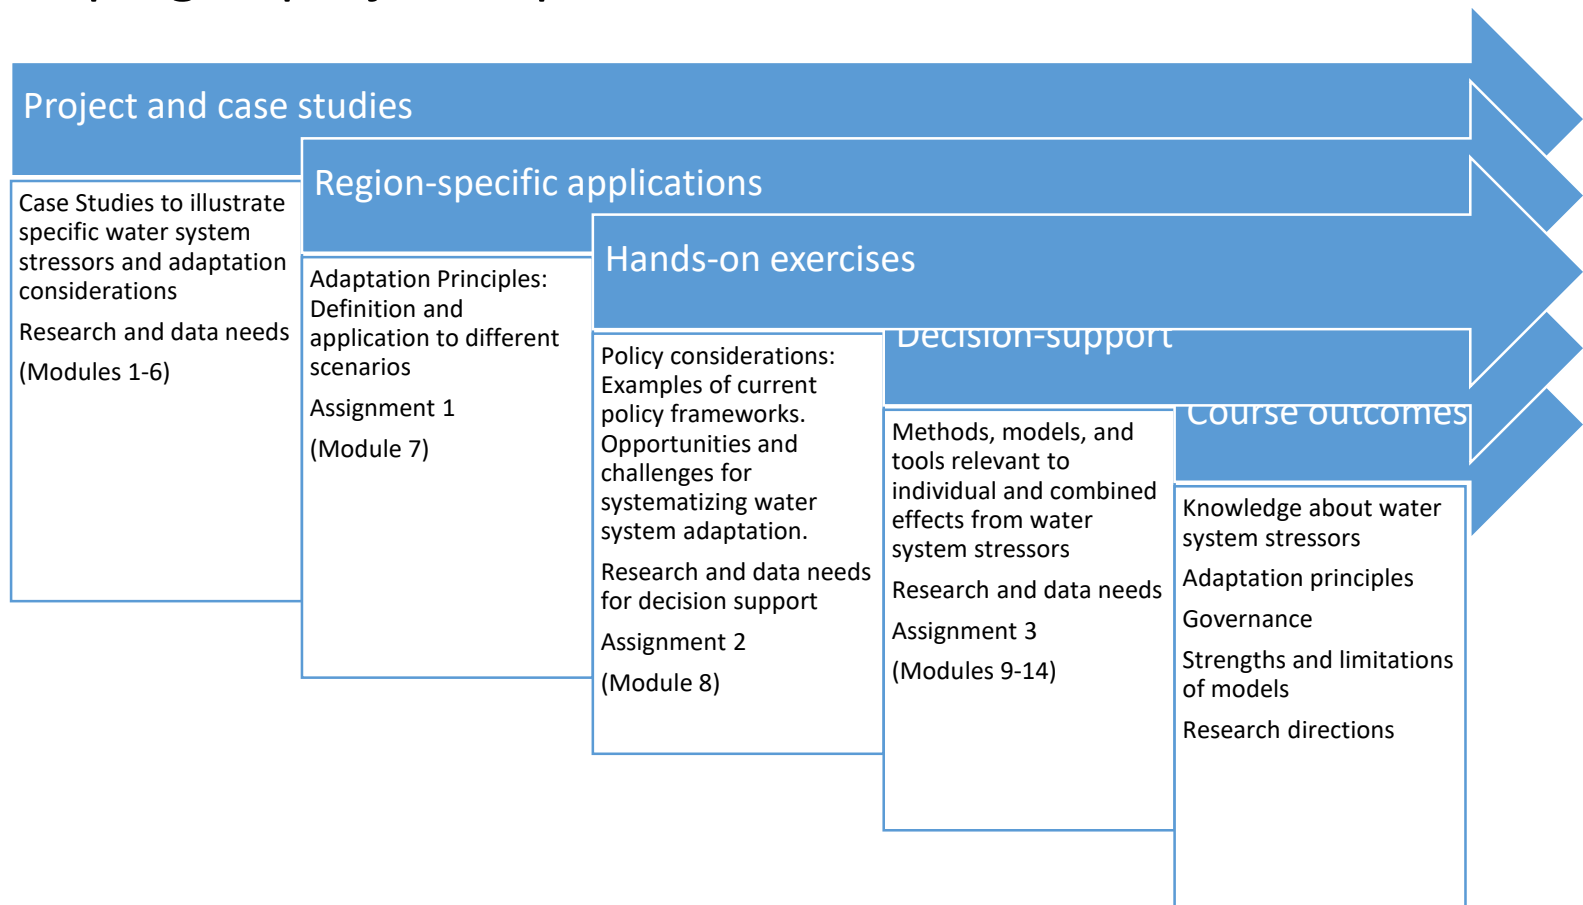 Project and case studies
Case Studies to illustrate
specific water system
stressors and adaptation
considerations
Research and data needs
(Modules 1-6)
Region-specific applications
Adaptation Principles:
Definition and
application to different
scenarios
Assignment 1
(Module 7)
Hands-on exercises
Policy considerations:
Examples of current
policy frameworks.
Opportunities and
challenges for
systematizing water
system adaptation.
Research and data needs
for decision support
Assignment 2
(Module 8)
Decision-support
Methods, models, and
tools relevant to
individual and combined
effects from water
system stressors
Research and data needs
Assignment 3
(Modules 9-14)
Course outcomes
Knowledge about water
system stressors
Adaptation principles
Governance
Strengths and limitations
of models
Research directions